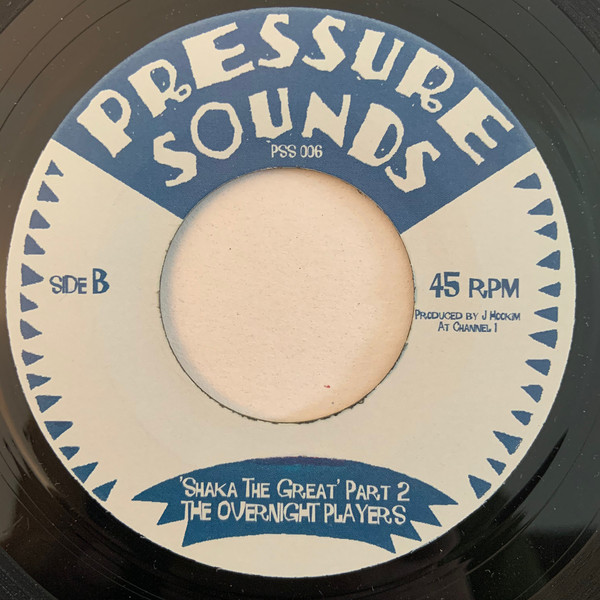 PRESSURE
SOUNDS
PSS 006
SIDE B
45 RPM
PRODUCED BY J HOOKIM
AT CHANNEL 1
'SHAKA THE GREAT' PART 2
THE OVERNIGHT PLAYERS